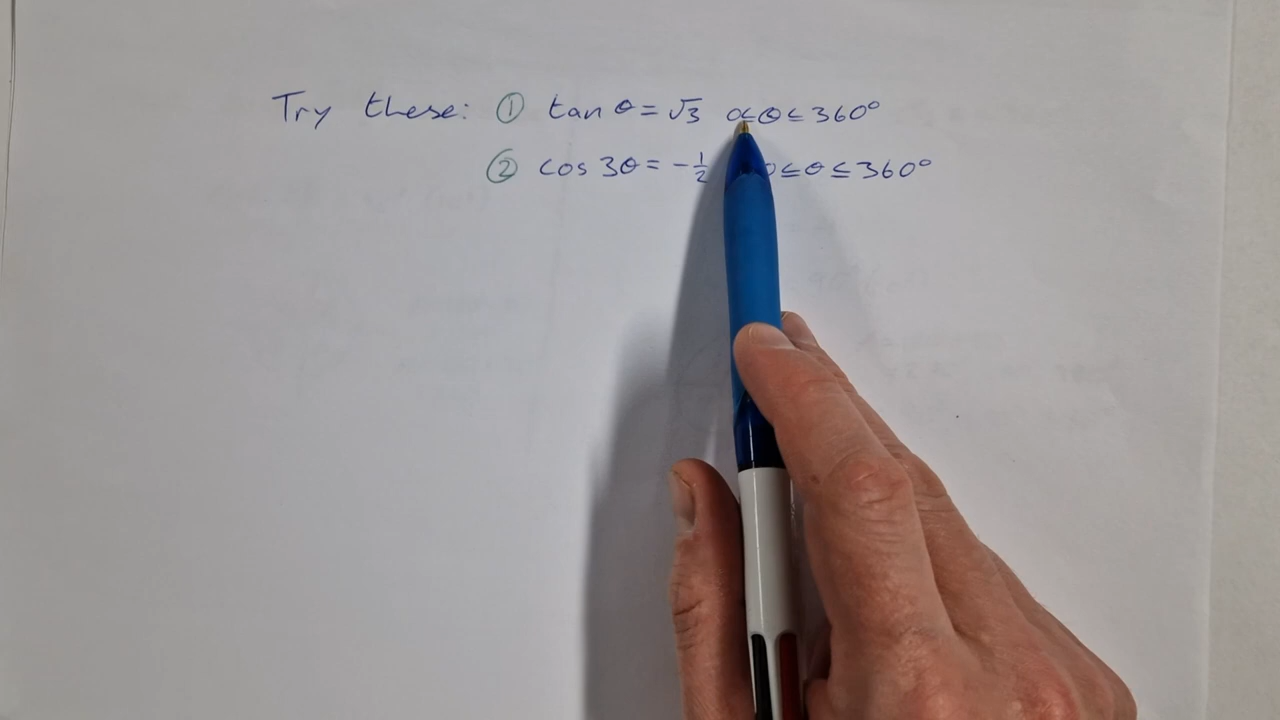 Try these: ① tan θ = √3 0≤θ≤360°
② cos 3θ = -½ 0≤θ≤360°